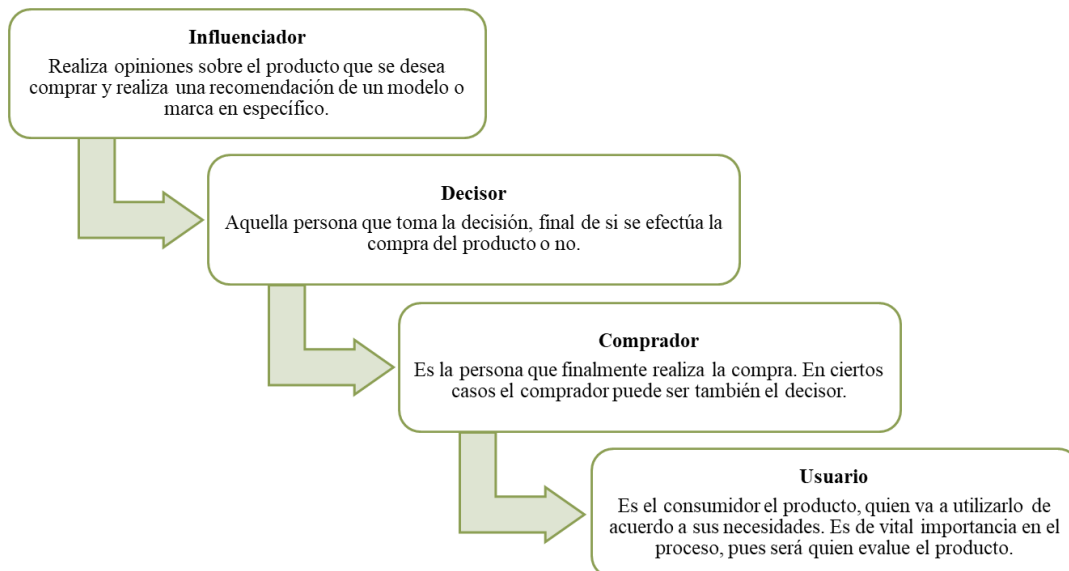 Influenciador
Realiza opiniones sobre el producto que se desea
comprar y realiza una recomendación de un modelo o
marca en específico.
Decisor
Aquella persona que toma la decisión, final de si se efectúa la
compra del producto o no.
Comprador
Es la persona que finalmente realiza la compra. En ciertos
casos el comprador puede ser también el decisor.
Usuario
Es el consumidor el producto, quien va a utilizarlo de
acuerdo a sus necesidades. Es de vital importancia en el
proceso, pues será quien evalue el producto.